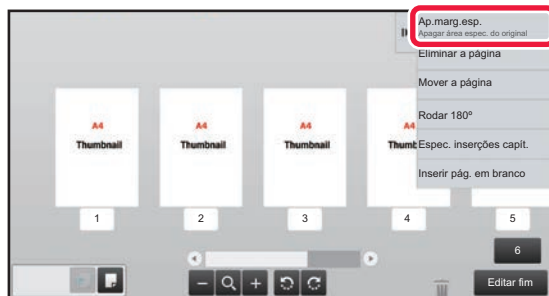 Ap.marg.esp.
Apagar área espec. do original
Eliminar a página
Mover a página
Rodar 180º
Espec. inserções capít.
Inserir pág. em branco
A4 A4 A4 A4
Thumbnail Thumbnail Thumbnail Thumb
1 2 3 4 5
6
Editar fim